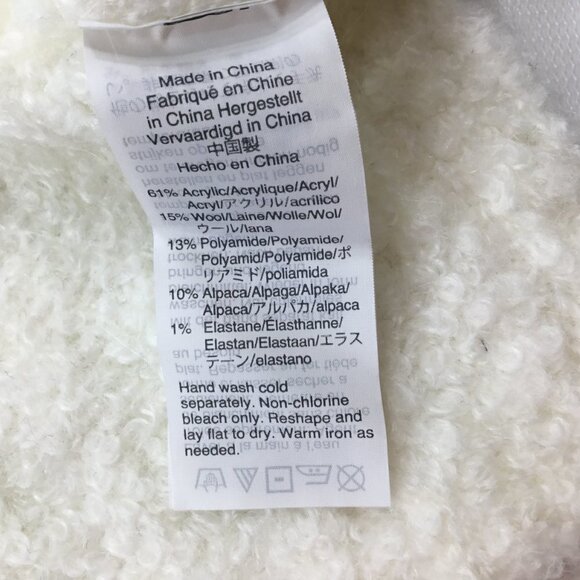 Made in China
Fabriqué en Chine
in China Hergestellt
Vervaardigd in China
中国製
Hecho en China
61% Acrylic/Acrylique/Acryl/
Acryl/アクリル/acrílico
15% Wool/Laine/Wolle/Wol/
ウール/lana
13% Polyamide/Polyamide/
Polyamid/Polyamide/ポ
リアミド/poliamida
10% Alpaca/Alpaga/Alpaka/
Alpaca/アルパカ/alpaca
1% Elastane/Élasthanne/
Elastan/Elastaan/エラス
テーン/elastano
Hand wash cold
separately. Non-chlorine
bleach only. Reshape and
lay flat to dry. Warm iron as
needed.